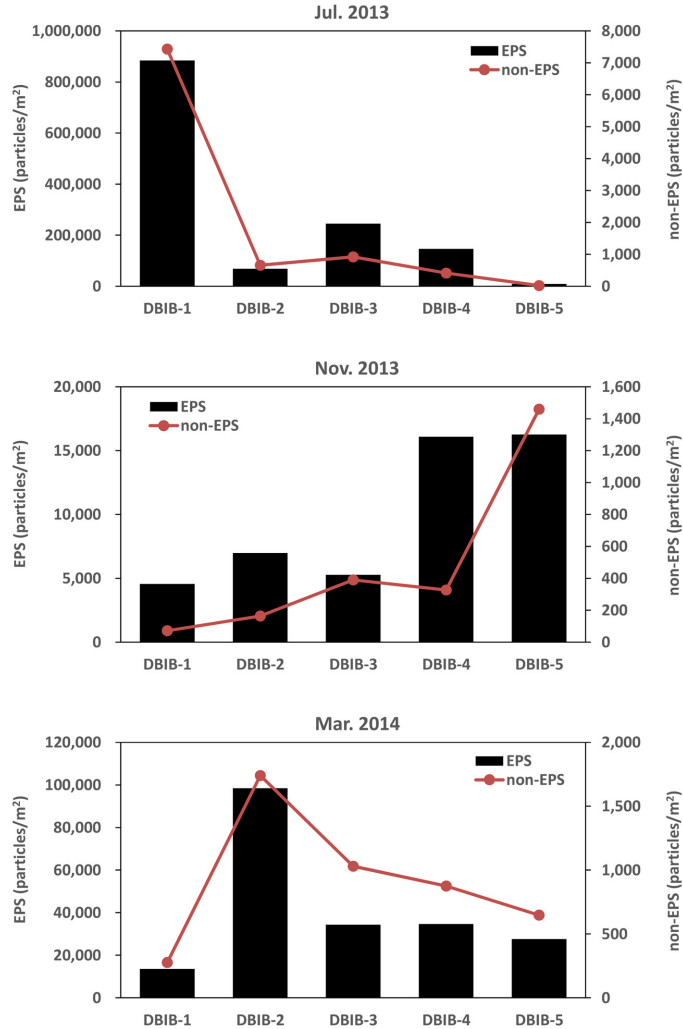 Jul. 2013
1,000,000
800,000
600,000
400,000
200,000
0
EPS (particles/m²)
8,000
7,000
6,000
5,000
4,000
3,000
2,000
1,000
0
non-EPS (particles/m²)
EPS
non-EPS
DBIB-1 DBIB-2 DBIB-3 DBIB-4 DBIB-5
Nov. 2013
20,000
15,000
10,000
5,000
0
EPS (particles/m²)
1,600
1,400
1,200
1,000
800
600
400
200
0
non-EPS (particles/m²)
EPS
non-EPS
DBIB-1 DBIB-2 DBIB-3 DBIB-4 DBIB-5
Mar. 2014
120,000
100,000
80,000
60,000
40,000
20,000
0
EPS (particles/m²)
2,000
1,500
1,000
500
0
non-EPS (particles/m²)
EPS
non-EPS
DBIB-1 DBIB-2 DBIB-3 DBIB-4 DBIB-5